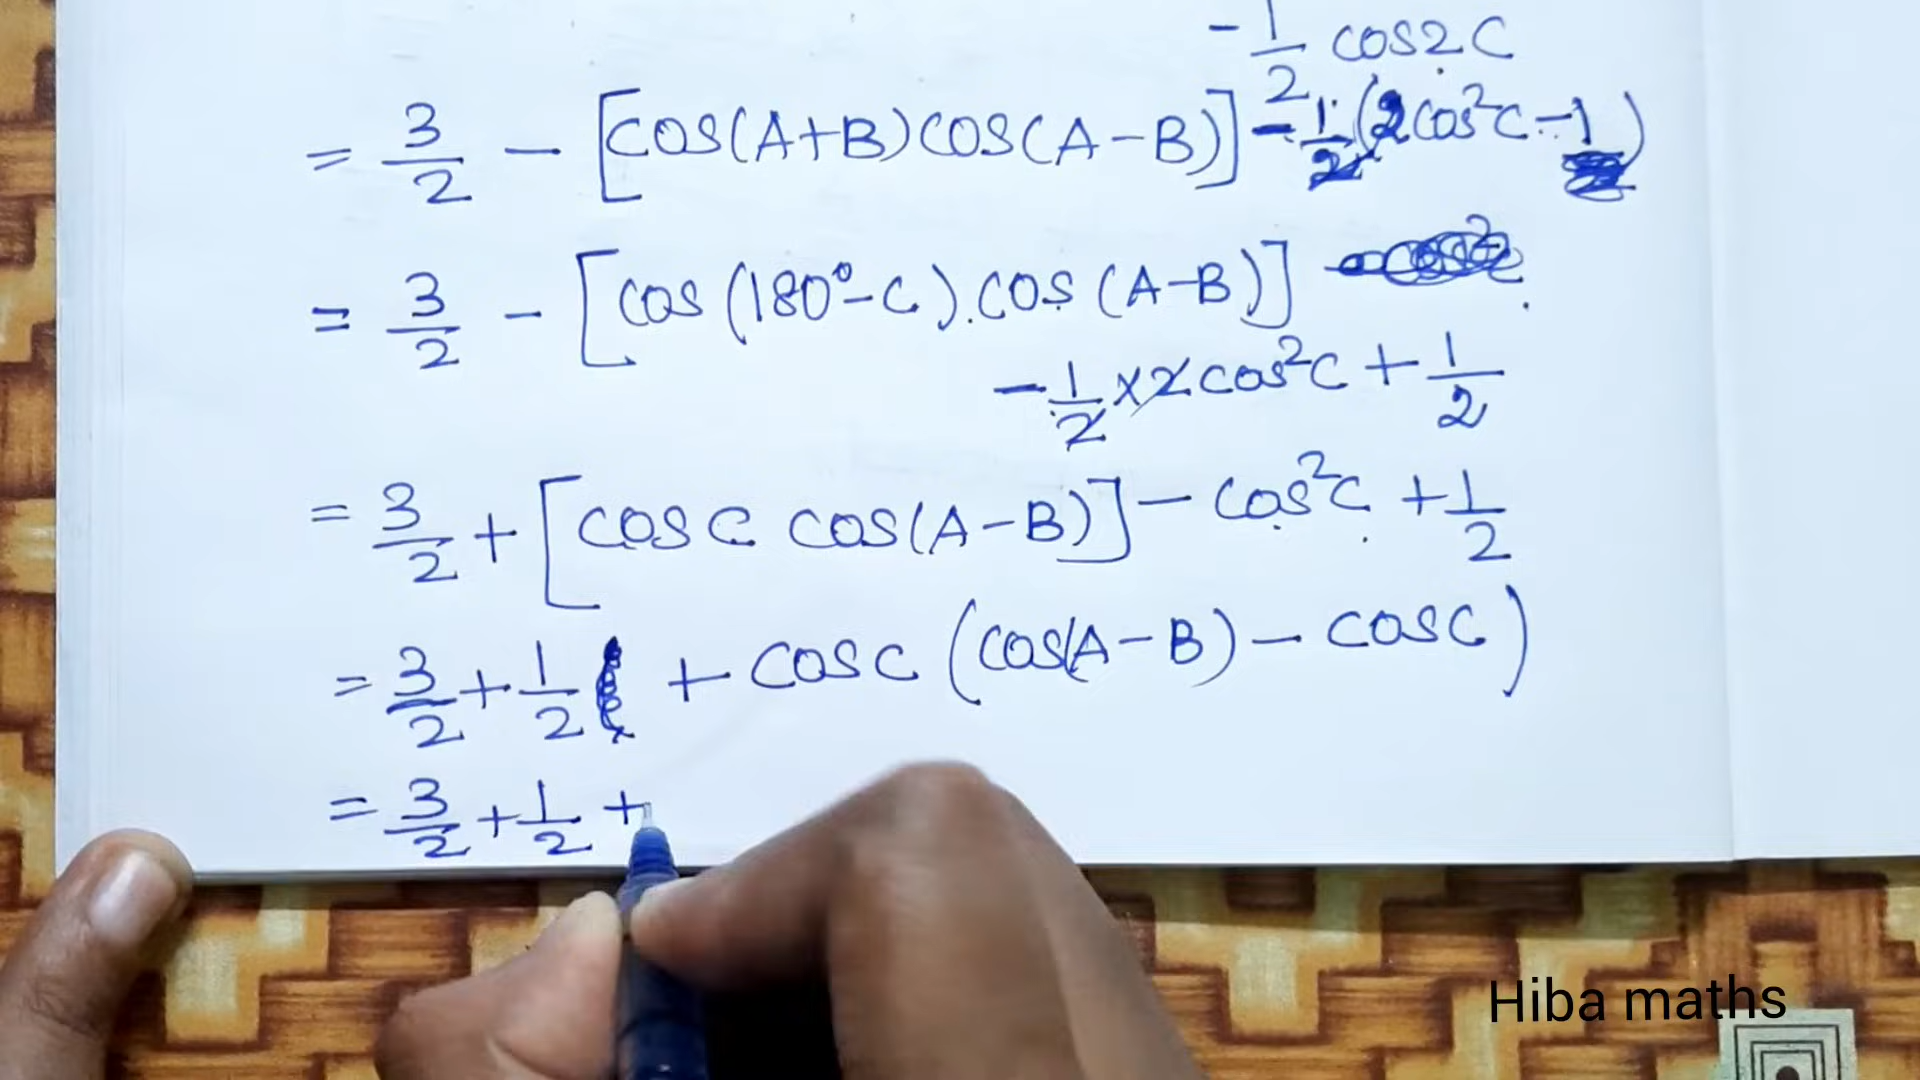 - 1/2 cos2C
= 3/2 - [cos(A+B)cos(A-B)] - 1/2 (2cos²C - 1)
= 3/2 - [cos(180°-C).cos(A-B)]
- 1/2 × 2cos²C + 1/2
= 3/2 + [cosC cos(A-B)] - cos²C + 1/2
= 3/2 + 1/2 + cosC (cos(A-B) - cosC)
= 3/2 + 1/2 +
Hiba maths